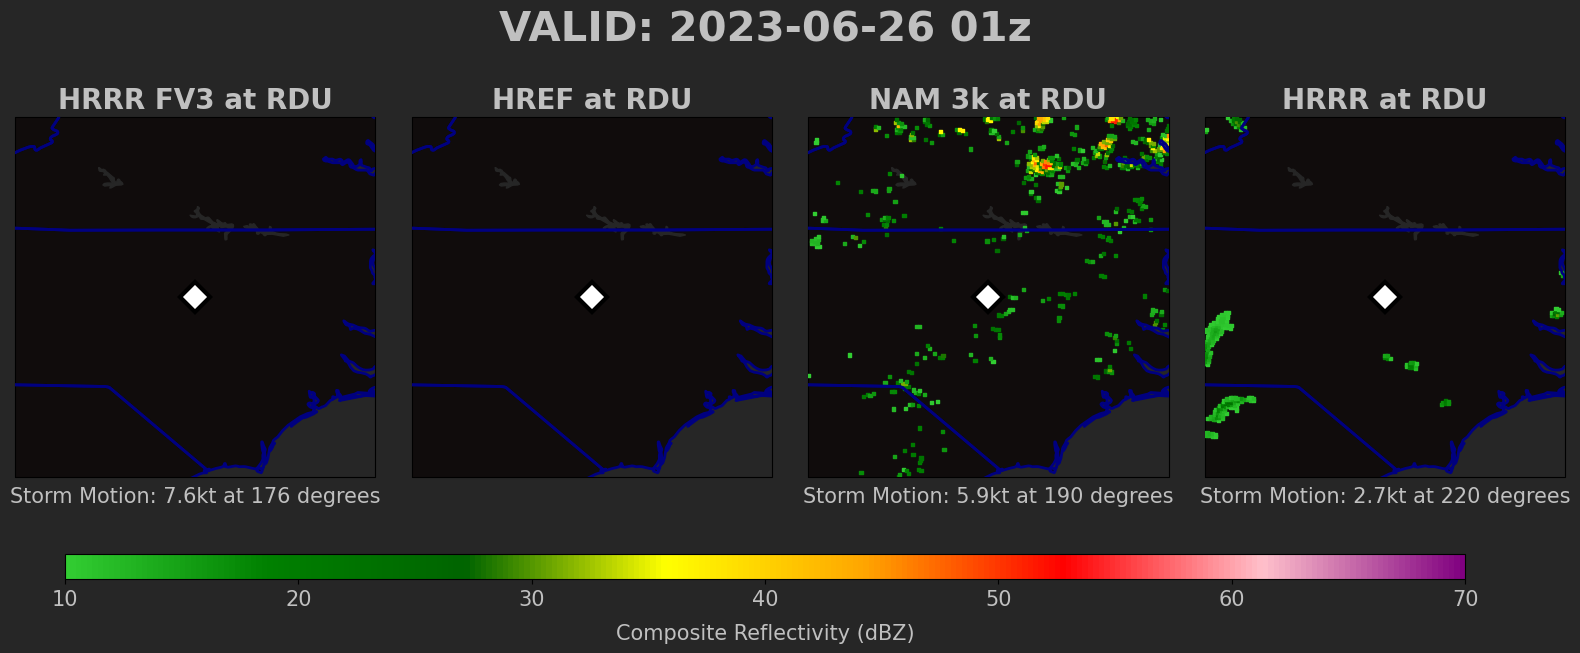 VALID: 2023-06-26 01z
HRRR FV3 at RDU
HREF at RDU
NAM 3k at RDU
HRRR at RDU
Storm Motion: 7.6kt at 176 degrees
Storm Motion: 5.9kt at 190 degrees
Storm Motion: 2.7kt at 220 degrees
10 20 30 40 50 60 70
Composite Reflectivity (dBZ)